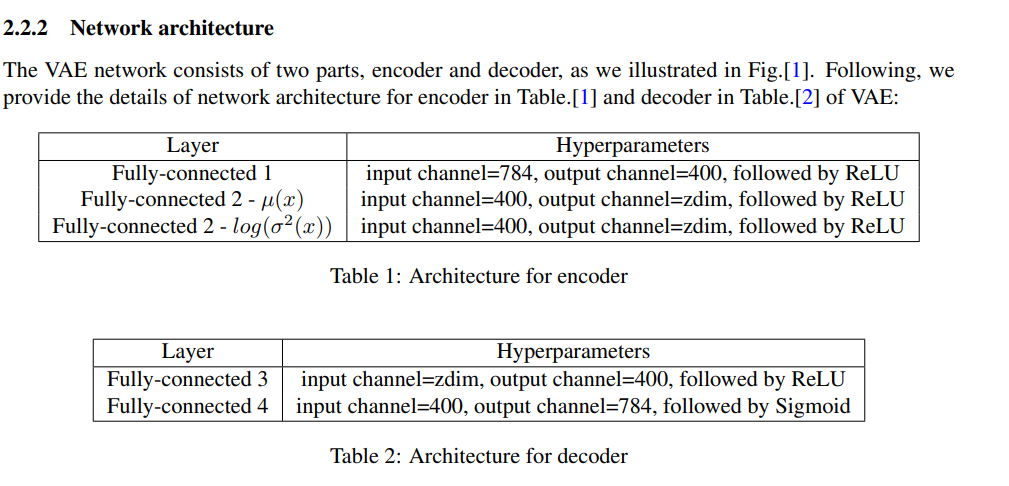 2.2.2 Network architecture
The VAE network consists of two parts, encoder and decoder, as we illustrated in Fig.[1]. Following, we
provide the details of network architecture for encoder in Table.[1] and decoder in Table.[2] of VAE:
Layer Hyperparameters
Fully-connected 1 input channel=784, output channel=400, followed by ReLU
Fully-connected 2 - μ(x) input channel=400, output channel=zdim, followed by ReLU
Fully-connected 2 - log(σ²(x)) input channel=400, output channel=zdim, followed by ReLU
Table 1: Architecture for encoder
Layer Hyperparameters
Fully-connected 3 input channel=zdim, output channel=400, followed by ReLU
Fully-connected 4 input channel=400, output channel=784, followed by Sigmoid
Table 2: Architecture for decoder